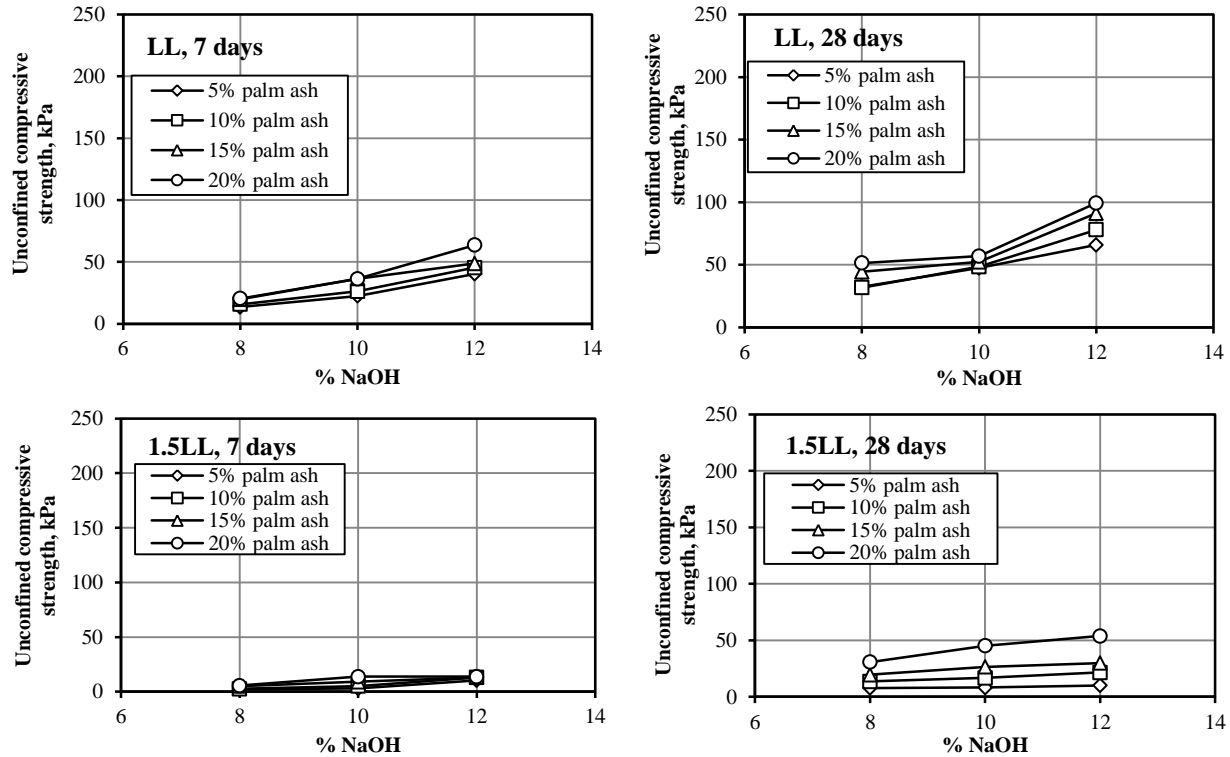 LL, 7 days
Unconfined compressive
strength, kPa
250
200
150
100
50
0
5% palm ash
10% palm ash
15% palm ash
20% palm ash
6 8 10 12 14
% NaOH
LL, 28 days
Unconfined compressive
strength, kPa
250
200
150
100
50
0
5% palm ash
10% palm ash
15% palm ash
20% palm ash
6 8 10 12 14
% NaOH
1.5LL, 7 days
Unconfined compressive
strength, kPa
250
200
150
100
50
0
5% palm ash
10% palm ash
15% palm ash
20% palm ash
6 8 10 12 14
% NaOH
1.5LL, 28 days
Unconfined compressive
strength, kPa
250
200
150
100
50
0
5% palm ash
10% palm ash
15% palm ash
20% palm ash
6 8 10 12 14
% NaOH